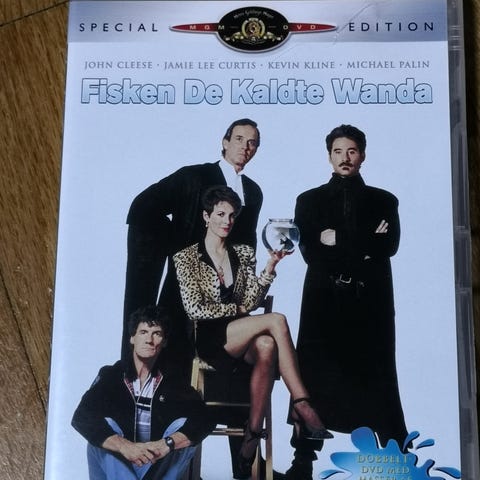 SPECIAL MGM DVD EDITION
JOHN CLEESE · JAMIE LEE CURTIS · KEVIN KLINE · MICHAEL PALIN
Fisken De Kaldte Wanda
DOBBELT
DVD MED